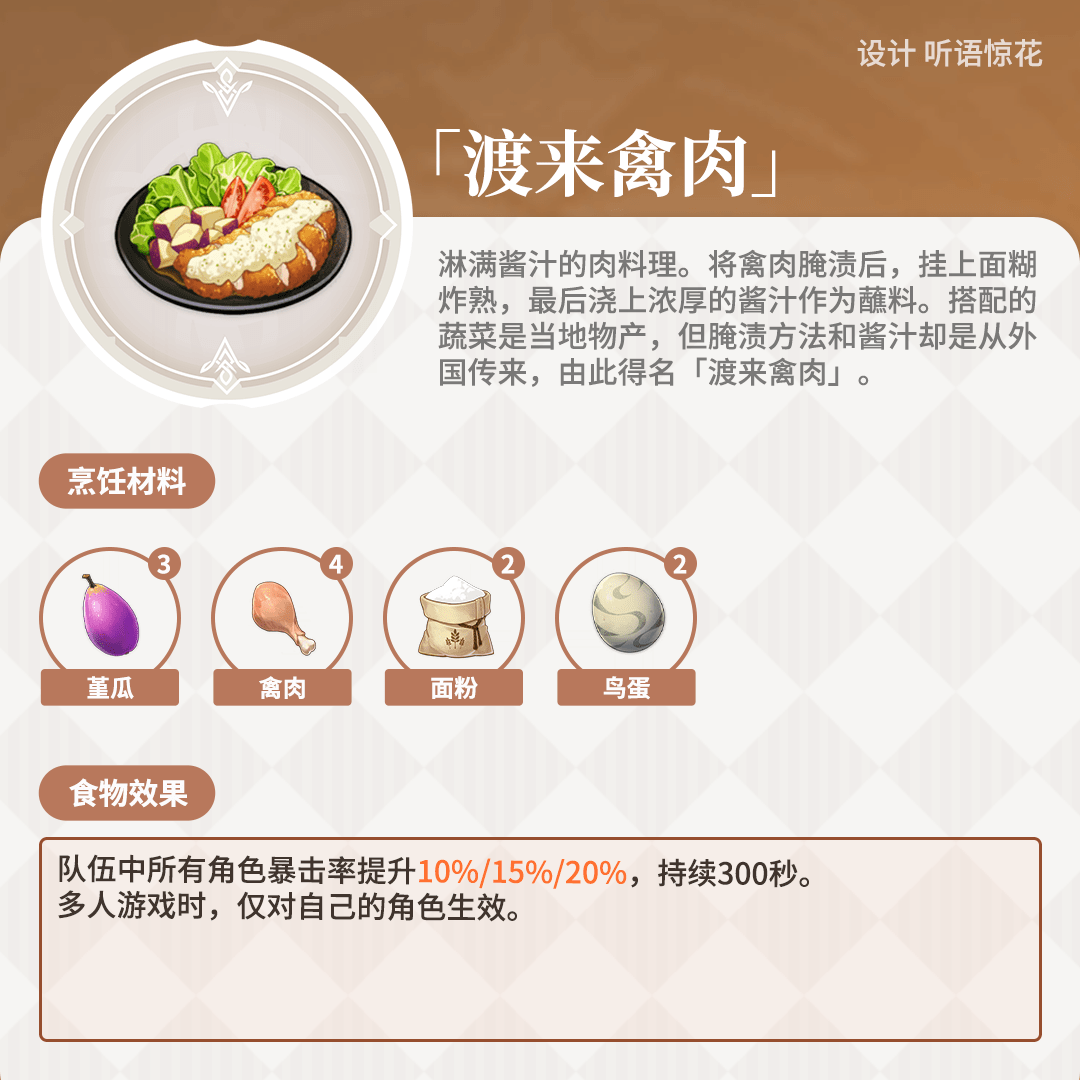 设计 听语惊花
「渡来禽肉」
淋满酱汁的肉料理。将禽肉腌渍后，挂上面糊
炸熟，最后浇上浓厚的酱汁作为蘸料。搭配的
蔬菜是当地物产，但腌渍方法和酱汁却是从外
国传来，由此得名「渡来禽肉」。
烹饪材料
3
4
2
2
堇瓜
禽肉
面粉
鸟蛋
食物效果
队伍中所有角色暴击率提升10%/15%/20%，持续300秒。
多人游戏时，仅对自己的角色生效。